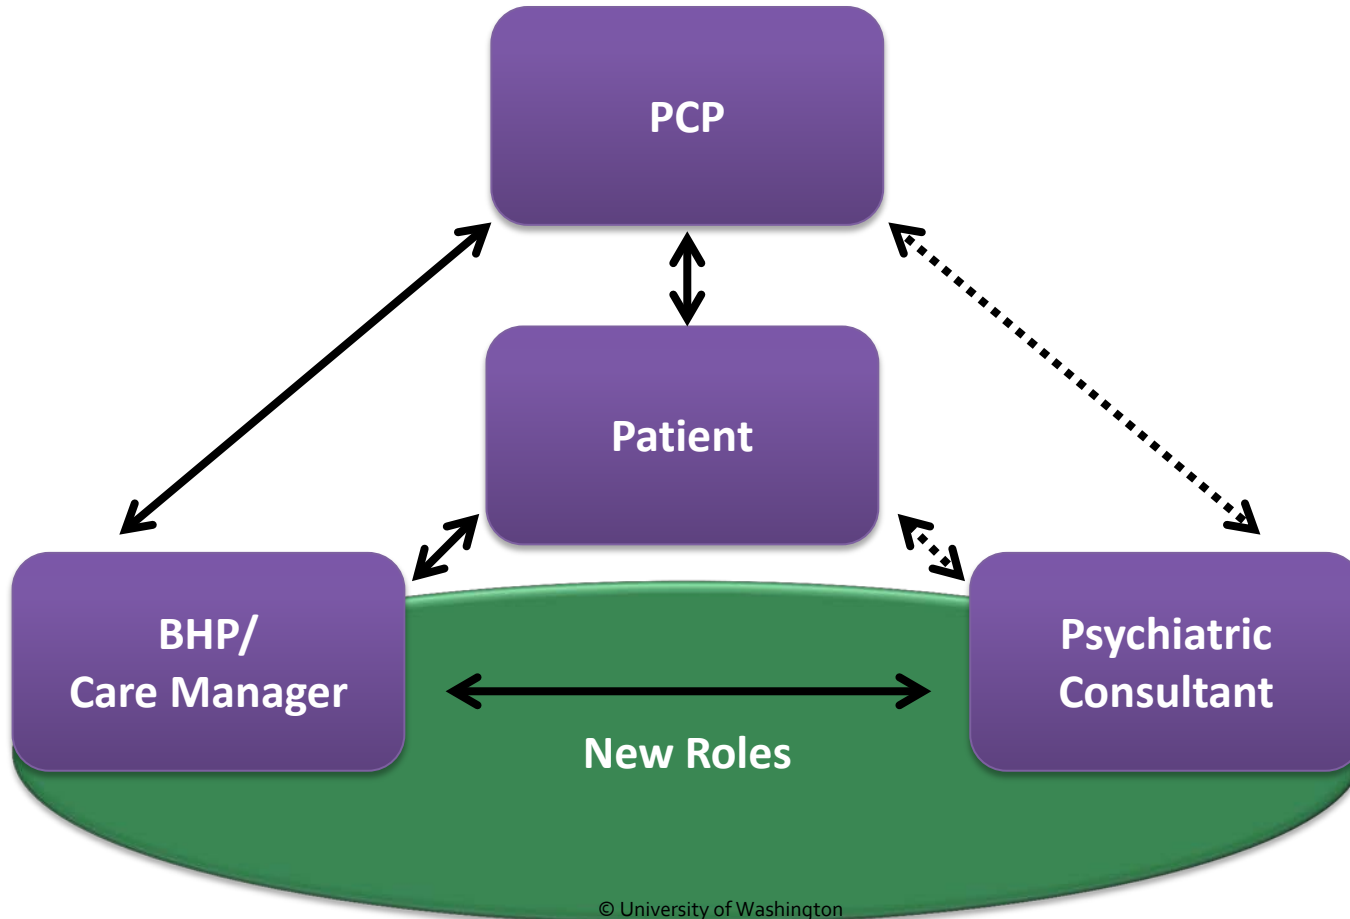 PCP
Patient
BHP/
Care Manager
Psychiatric
Consultant
New Roles
© University of Washington